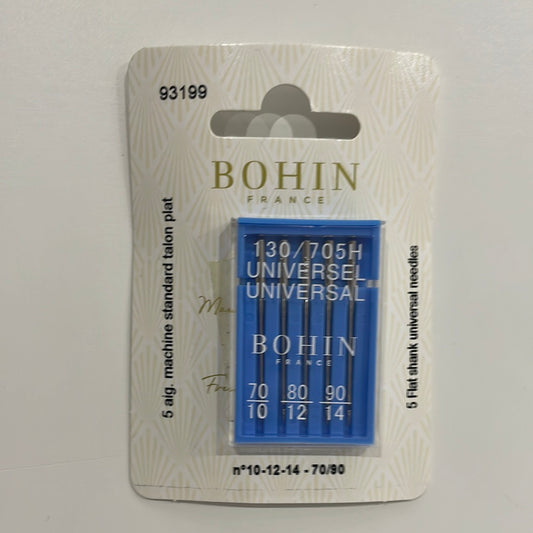 93199
BOHIN
FRANCE
5 aig. machine standard talon plat
130/705H
UNIVERSEL
UNIVERSAL
BOHIN
FRANCE
70 80 90
10 12 14
5 Flat shank universal needles
n°10-12-14 - 70/90